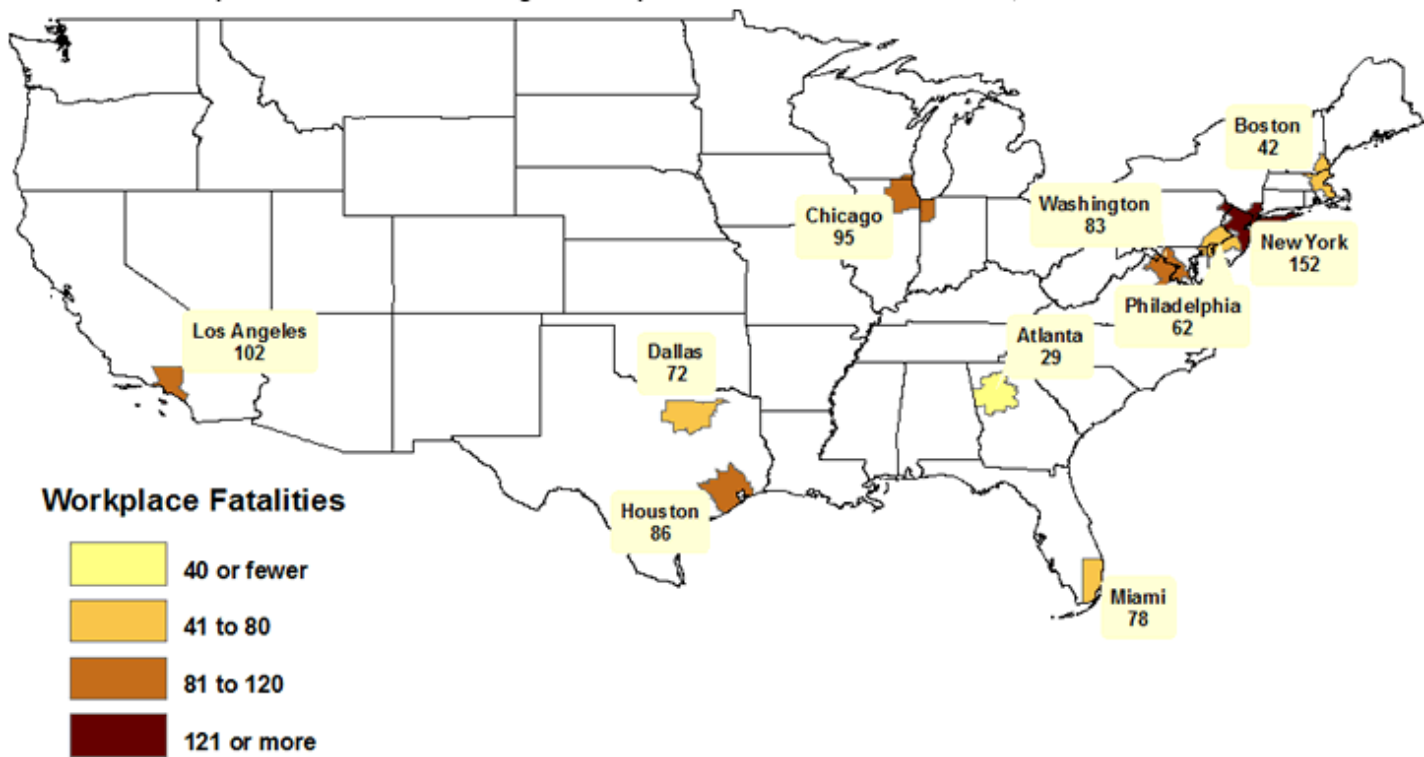 Boston
42
Washington
83
Chicago
95
New York
152
Philadelphia
62
Los Angeles
102
Atlanta
29
Dallas
72
Houston
86
Miami
78
Workplace Fatalities
40 or fewer
41 to 80
81 to 120
121 or more